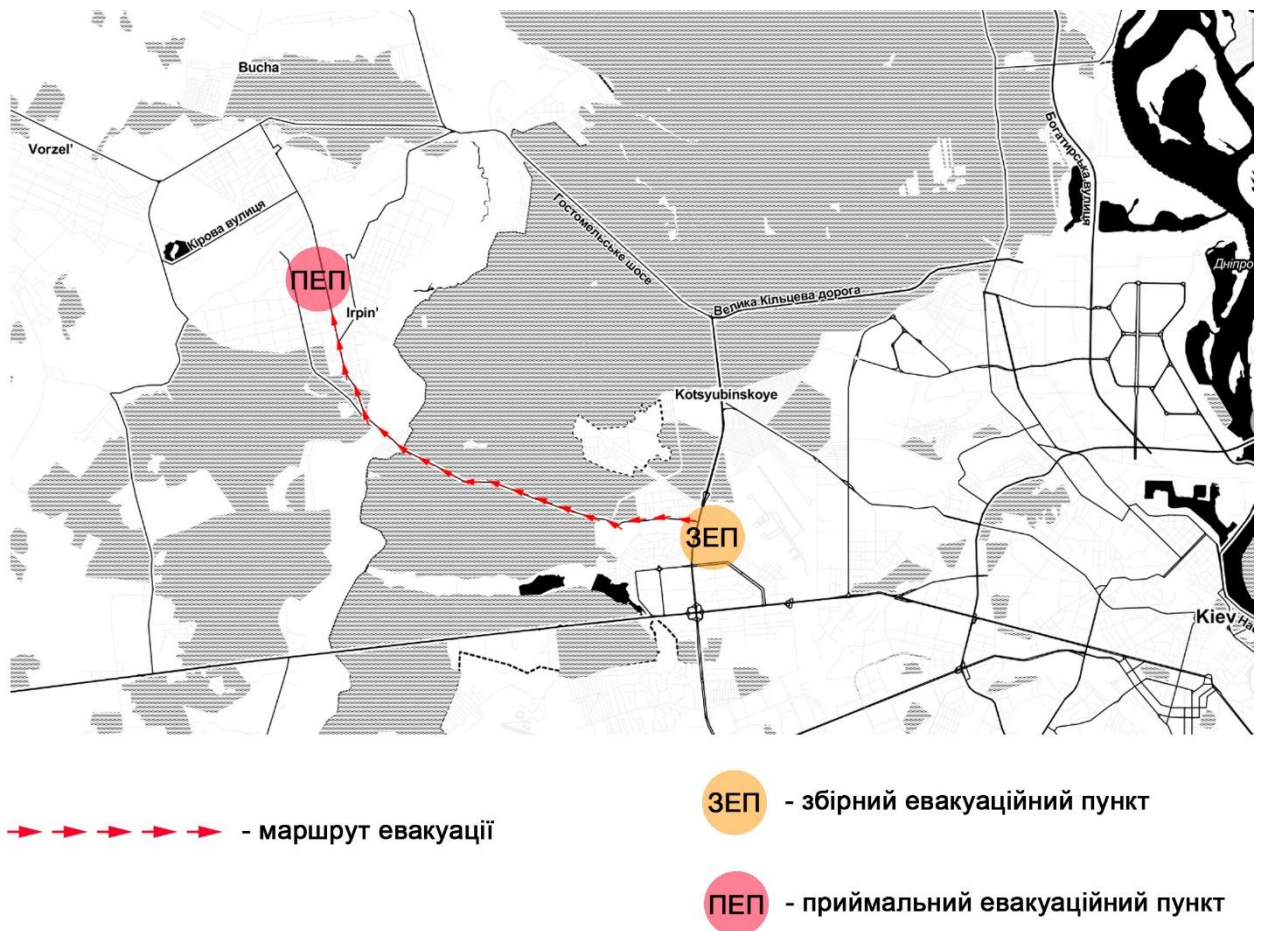 Bucha
Vorzel'
Кірова вулиця
Богатирська вулиця
Гостомельське шосе
Дніпро
ПЕП
Велика Кільцева дорога
Irpin'
Kotsyubinskoye
ЗЕП
Kiev
ЗЕП - збірний евакуаційний пункт
- маршрут евакуації
ПЕП - приймальний евакуаційний пункт